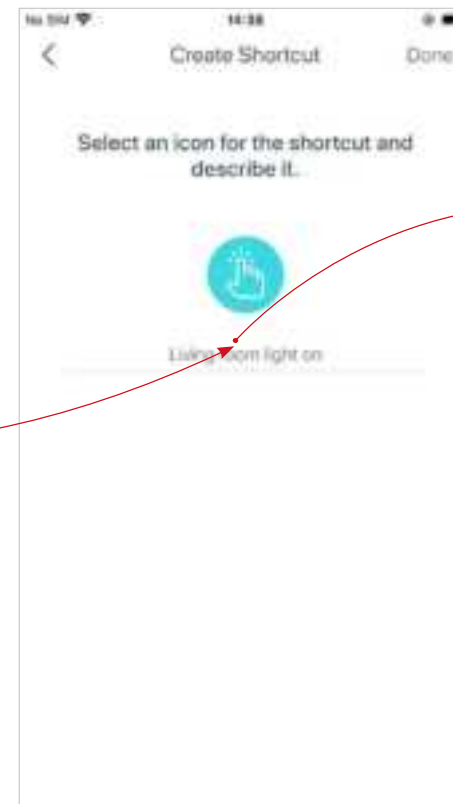 No SIM 14:38
Create Shortcut Done
Select an icon for the shortcut and
describe it.
Living room light on